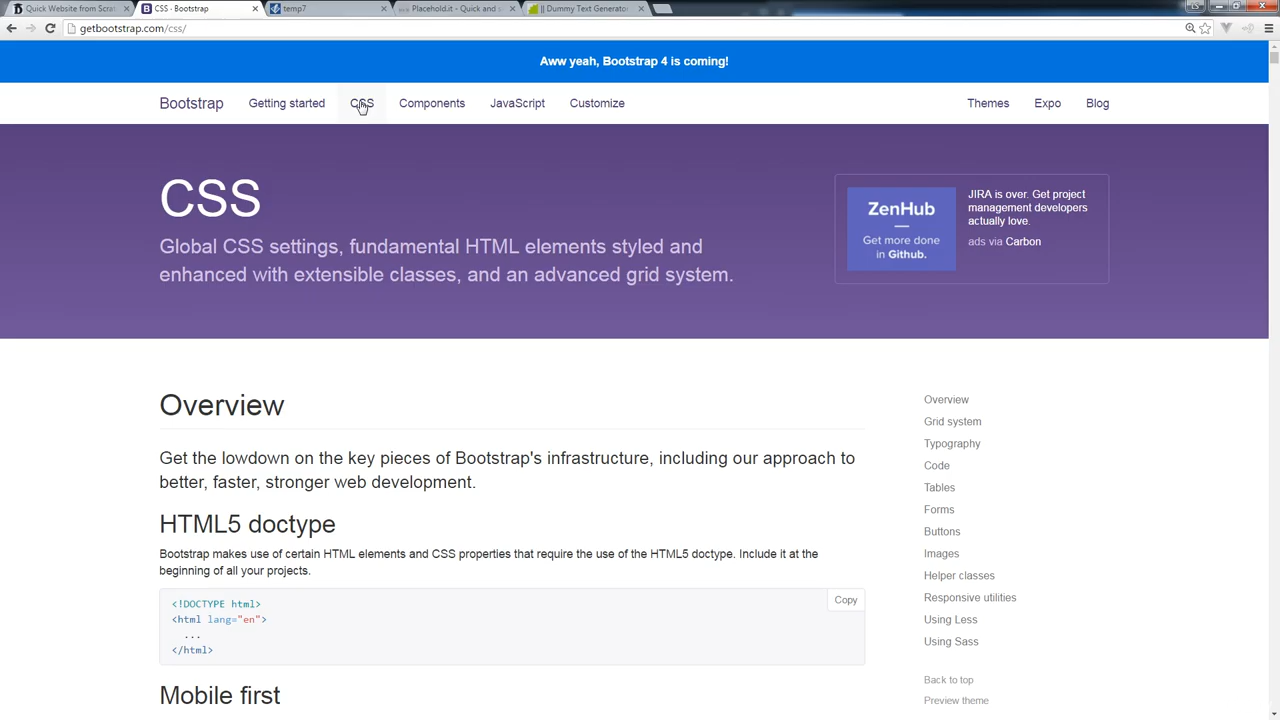 Quick Website from Scrat
CSS · Bootstrap
temp7
Placehold.it - Quick and
|| Dummy Text Generator
getbootstrap.com/css/
Aww yeah, Bootstrap 4 is coming!
Bootstrap Getting started CSS Components JavaScript Customize Themes Expo Blog
CSS
Global CSS settings, fundamental HTML elements styled and
enhanced with extensible classes, and an advanced grid system.
ZenHub
Get more done
in Github.
JIRA is over. Get project
management developers
actually love.
ads via Carbon
Overview
Get the lowdown on the key pieces of Bootstrap's infrastructure, including our approach to
better, faster, stronger web development.
HTML5 doctype
Bootstrap makes use of certain HTML elements and CSS properties that require the use of the HTML5 doctype. Include it at the
beginning of all your projects.
Copy
<!DOCTYPE html>
<html lang="en">
...
</html>
Mobile first
Overview
Grid system
Typography
Code
Tables
Forms
Buttons
Images
Helper classes
Responsive utilities
Using Less
Using Sass
Back to top
Preview theme